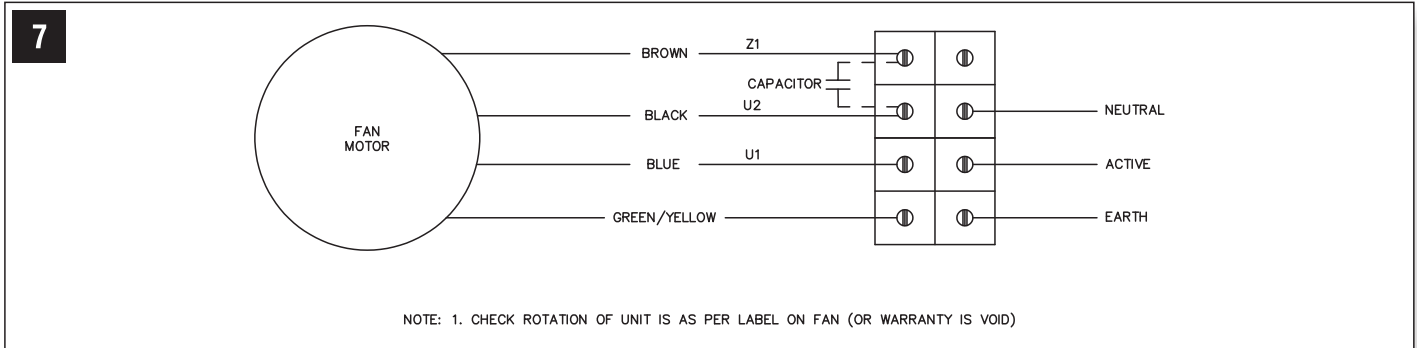 7
BROWN Z1
CAPACITOR
BLACK U2 NEUTRAL
FAN
MOTOR
BLUE U1 ACTIVE
GREEN/YELLOW EARTH
NOTE: 1. CHECK ROTATION OF UNIT IS AS PER LABEL ON FAN (OR WARRANTY IS VOID)